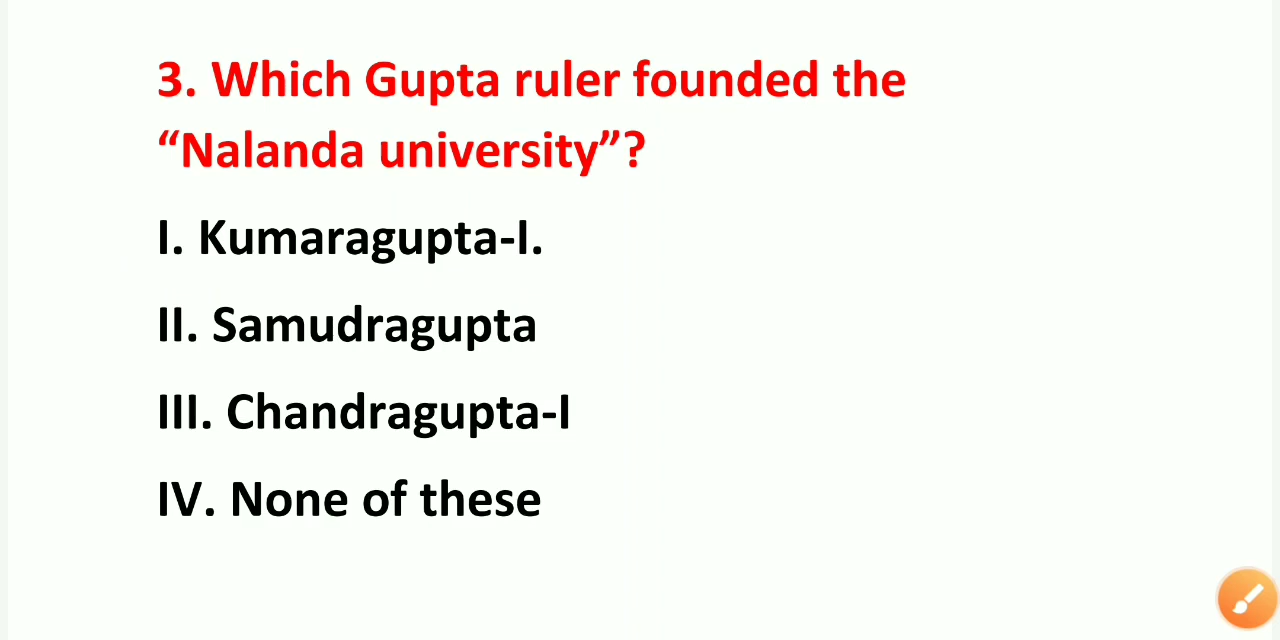 3. Which Gupta ruler founded the
“Nalanda university”?
I. Kumaragupta-I.
II. Samudragupta
III. Chandragupta-I
IV. None of these